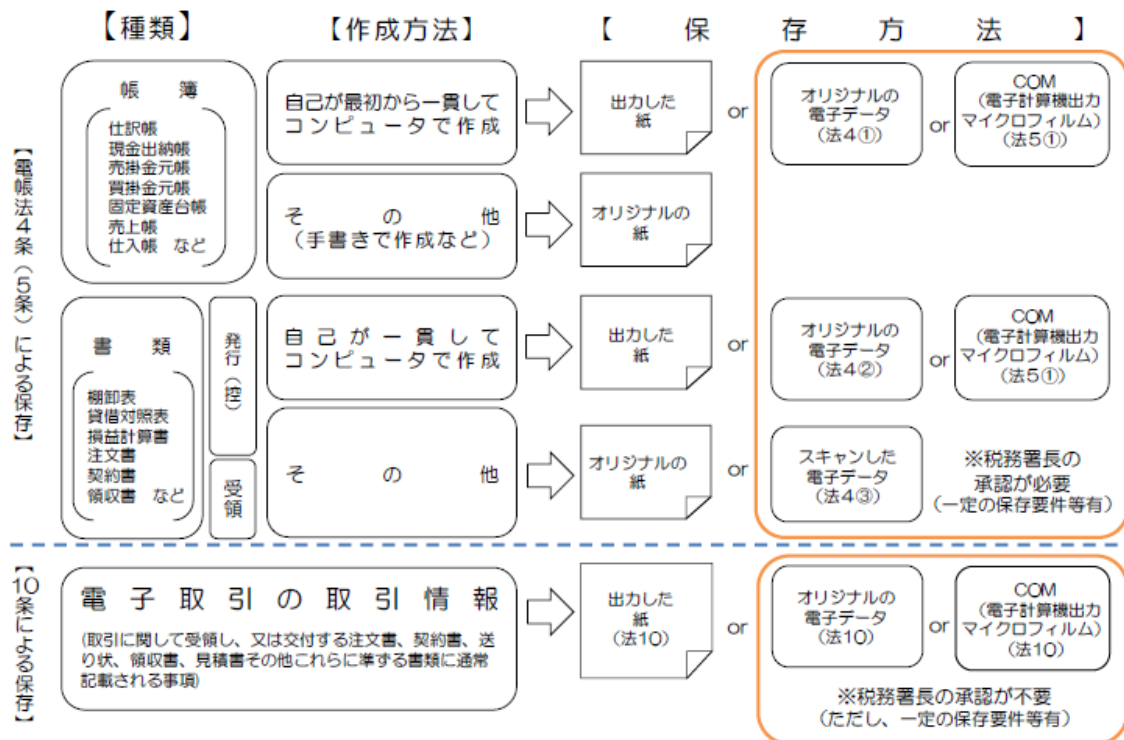 【種類】
【作成方法】
【保存方法】
【電帳法4条(5条)による保存】
帳簿
仕訳帳
現金出納帳
売掛金元帳
買掛金元帳
固定資産台帳
売上帳
仕入帳 など
自己が最初から一貫して
コンピュータで作成
出力した
紙
or
オリジナルの
電子データ
(法4①)
or
COM
(電子計算機出力
マイクロフィルム)
(法5①)
その他
(手書きで作成など)
オリジナルの
紙
書類
棚卸表
貸借対照表
損益計算書
注文書
契約書
領収書 など
発行(控)
受領
自己が一貫して
コンピュータで作成
出力した
紙
or
オリジナルの
電子データ
(法4②)
or
COM
(電子計算機出力
マイクロフィルム)
(法5①)
その他
オリジナルの
紙
or
スキャンした
電子データ
(法4③)
※税務署長の
承認が必要
(一定の保存要件等有)
【10条による保存】
電子取引の取引情報
(取引に関して受領し、又は交付する注文書、契約書、送
り状、領収書、見積書その他これらに準ずる書類に通常
記載される事項)
出力した
紙
(法10)
or
オリジナルの
電子データ
(法10)
or
COM
(電子計算機出力
マイクロフィルム)
(法10)
※税務署長の承認が不要
(ただし、一定の保存要件等有)